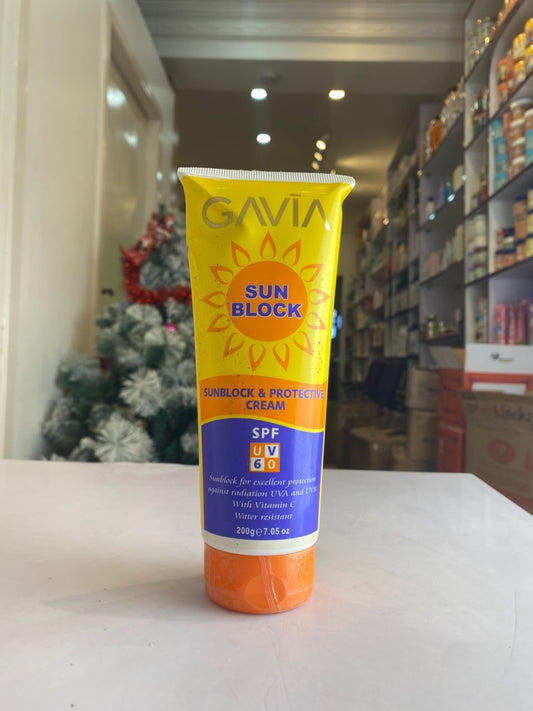 GAVIA
SUN
BLOCK
SUNBLOCK & PROTECTIVE
CREAM
SPF
UV
60
Sunblock for excellent protection
against radiation UVA and UVB
With Vitamin C
Water resistant
200g℮7.05 oz